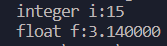 integer i:15
float f:3.140000